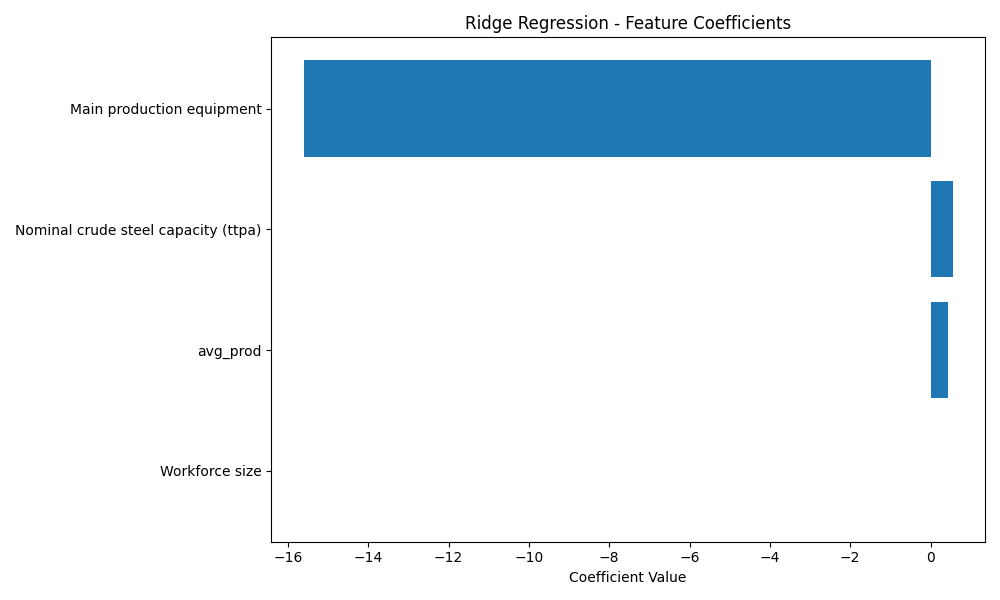 Ridge Regression - Feature Coefficients
Main production equipment
Nominal crude steel capacity (ttpa)
avg_prod
Workforce size
−16 −14 −12 −10 −8 −6 −4 −2 0
Coefficient Value